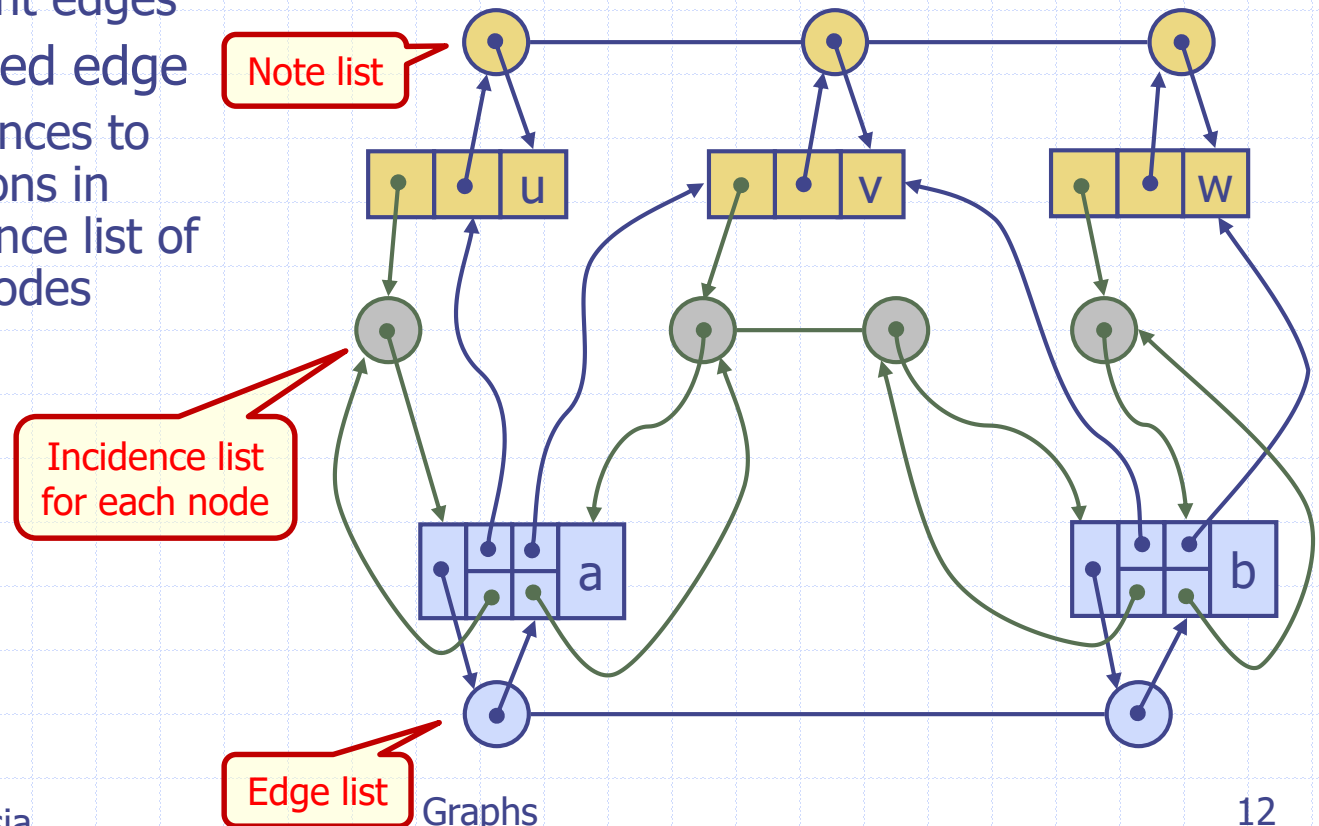 nt edges
ed edge
nces to
ons in
nce list of
odes
Note list
u
v
w
Incidence list
for each node
a
b
Edge list
Graphs
12